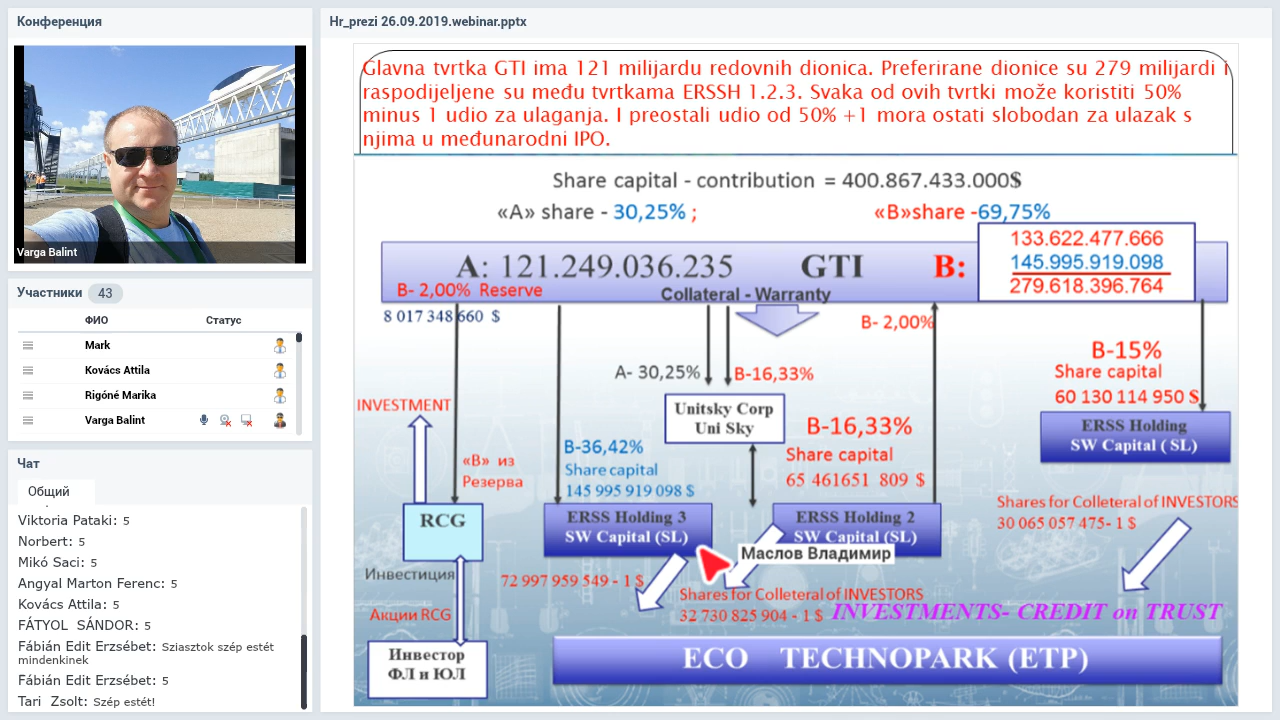 Конференция
Varga Balint
Участники 43
ФИО Статус
Mark
Kovács Attila
Rigóné Marika
Varga Balint
Чат
Общий
Viktoria Pataki: 5
Norbert: 5
Mikó Saci: 5
Angyal Marton Ferenc: 5
Kovács Attila: 5
FÁTYOL SÁNDOR: 5
Fábián Edit Erzsébet: Sziasztok szép estét
mindenkinek
Fábián Edit Erzsébet: 5
Tari Zsolt: Szép estét!
Hr_prezi 26.09.2019.webinar.pptx
Glavna tvrtka GTI ima 121 milijardu redovnih dionica. Preferirane dionice su 279 milijardi i
raspodijeljene su među tvrtkama ERSSH 1.2.3. Svaka od ovih tvrtki može koristiti 50%
minus 1 udio za ulaganja. I preostali udio od 50% +1 mora ostati slobodan za ulazak s
njima u međunarodni IPO.
Share capital - contribution = 400.867.433.000$
«A» share - 30,25% ; «B»share -69,75%
A: 121.249.036.235 GTI B:
133.622.477.666
145.995.919.098
279.618.396.764
B- 2,00% Reserve
Collateral - Warranty
8 017 348 660 $
B- 2,00%
A- 30,25% B-16,33%
B-15%
Share capital
60 130 114 950 $
INVESTMENT
Unitsky Corp
Uni Sky
ERSS Holding
SW Capital ( SL)
B-36,42%
Share capital
145 995 919 098 $
B-16,33%
Share capital
65 461651 809 $
«В» из
Резерва
RCG
ERSS Holding 3
SW Capital (SL)
ERSS Holding 2
SW Capital (SL)
Маслов Владимир
Shares for Colleteral of INVESTORS
30 065 057 475- 1 $
Инвестиция
72 997 959 549 - 1 $
Shares for Colleteral of INVESTORS
32 730 825 904 - 1 $
INVESTMENTS- CREDIT on TRUST
Акции RCG
Инвестор
ФЛ и ЮЛ
ECO TECHNOPARK (ETP)